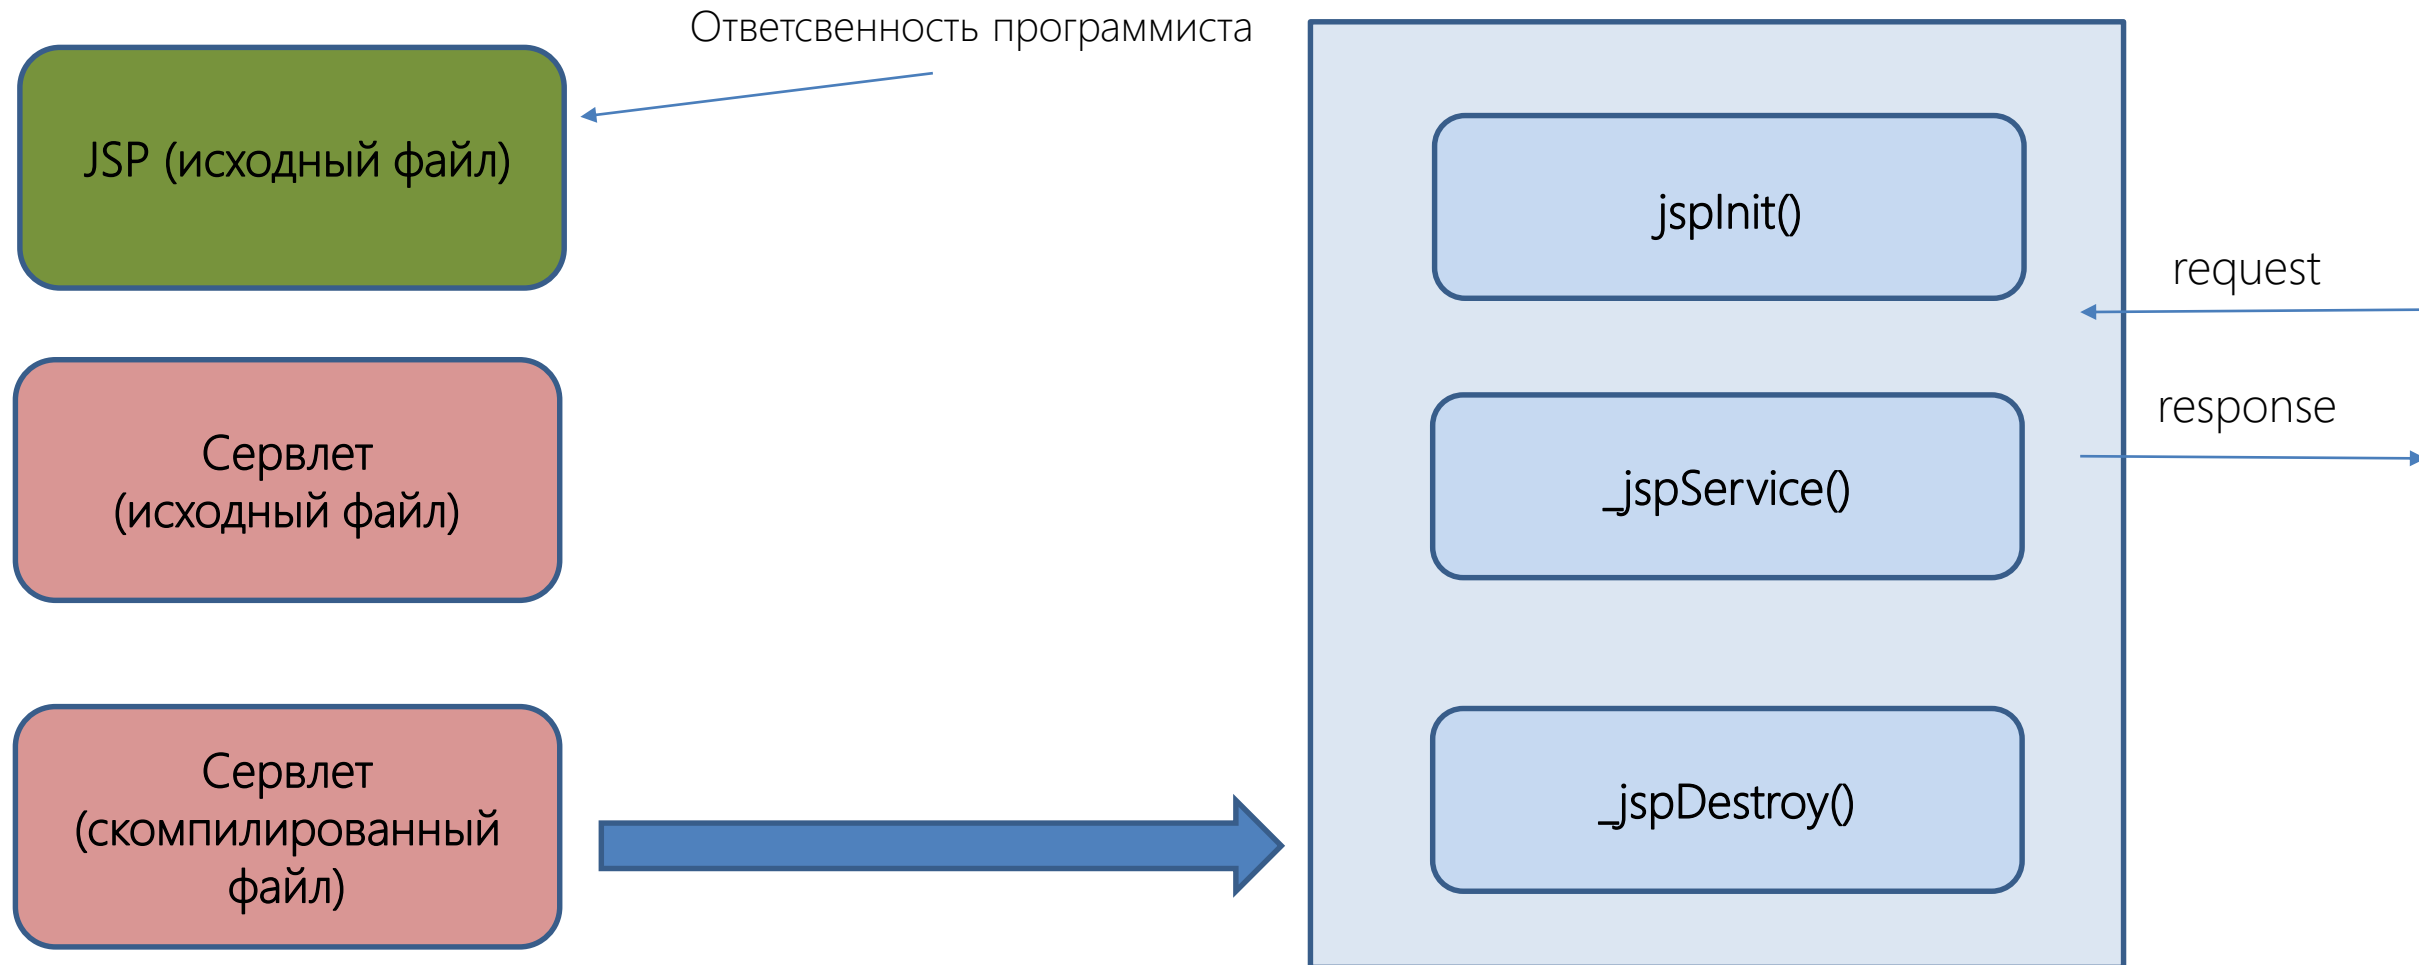 Ответсвенность программиста
JSP (исходный файл)
Сервлет
(исходный файл)
Сервлет
(скомпилированный
файл)
jspInit()
_jspService()
_jspDestroy()
request
response